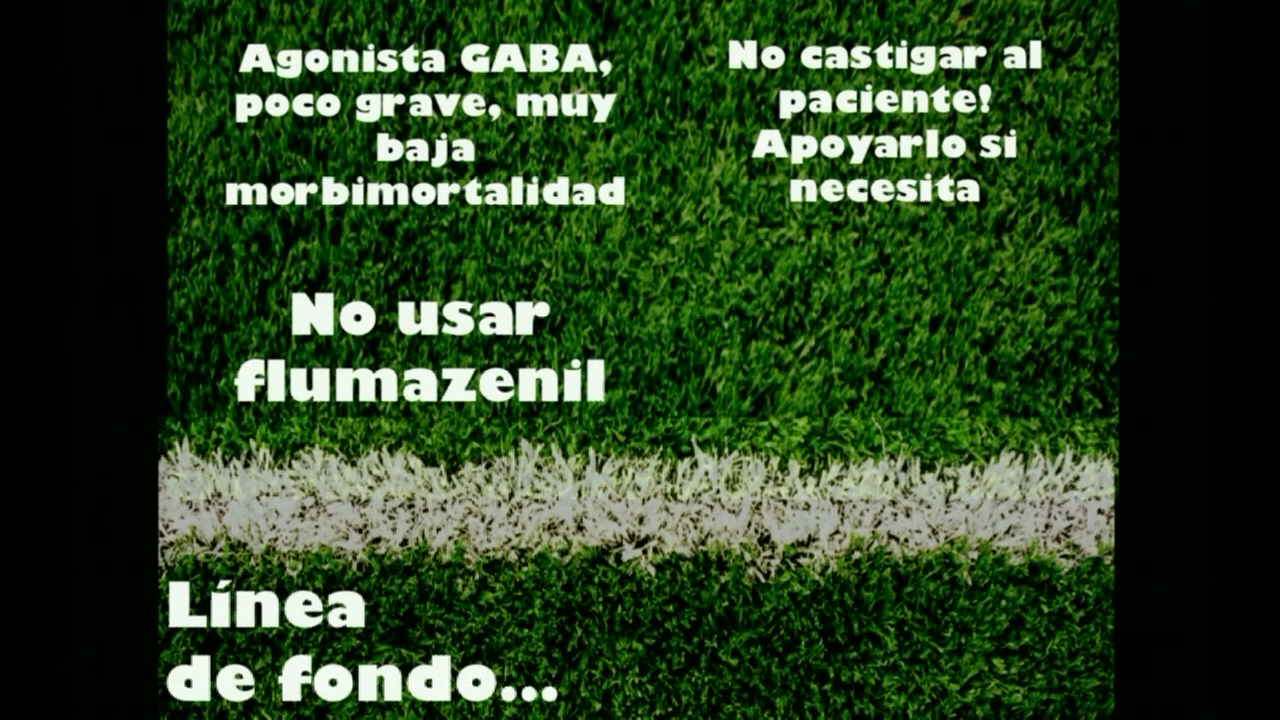 Agonista GABA,
poco grave, muy
baja
morbimortalidad
No castigar al
paciente!
Apoyarlo si
necesita
No usar
flumazenil
Línea
de fondo...